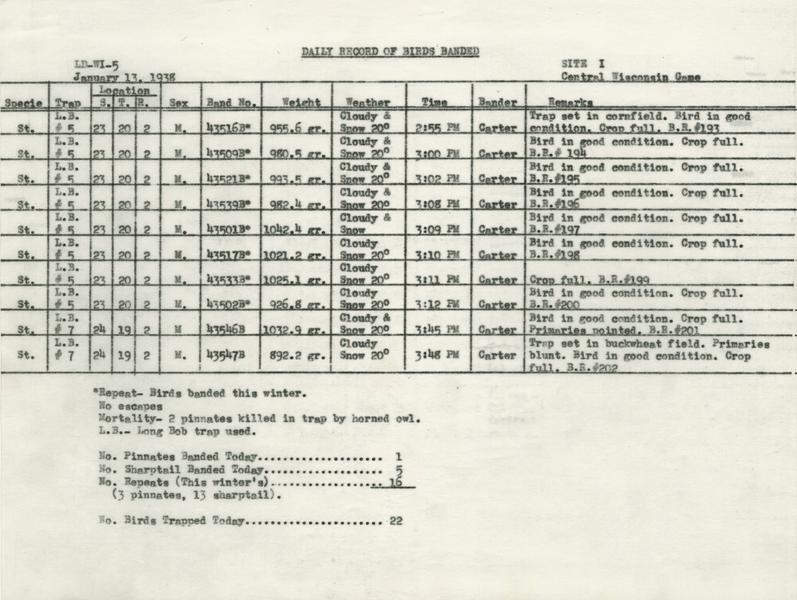 DAILY RECORD OF BIRDS BANDED
LD-WI-5 SITE I
January 13, 1938 Central Wisconsin Game
Location
Specie Trap S. T. R. Sex Band No. Weight Weather Time Bander Remarks
L.B. Cloudy & Trap set in cornfield. Bird in good
St. # 5 23 20 2 M. 43516B* 955.6 gr. Snow 20° 2:55 PM Carter condition. Crop full. B.R.#193
L.B. Cloudy & Bird in good condition. Crop full.
St. # 5 23 20 2 M. 43509B* 980.5 gr. Snow 20° 3:00 PM Carter B.R.# 194
L.B. Cloudy & Bird in good condition. Crop full.
St. # 5 23 20 2 M. 43521B* 993.5 gr. Snow 20° 3:02 PM Carter B.R.#195
L.B. Cloudy & Bird in good condition. Crop full.
St. # 5 23 20 2 M. 43539B* 982.4 gr. Snow 20° 3:08 PM Carter B.R.#196
L.B. Cloudy & Bird in good condition. Crop full.
St. # 5 23 20 2 M. 43501B* 1042.4 gr. Snow 3:09 PM Carter B.R.#197
L.B. Cloudy Bird in good condition. Crop full.
St. # 5 23 20 2 M. 43517B* 1021.2 gr. Snow 20° 3:10 PM Carter B.R.#198
L.B. Cloudy
St. # 5 23 20 2 M. 43533B* 1025.1 gr. Snow 20° 3:11 PM Carter Crop full. B.R.#199
L.B. Cloudy Bird in good condition. Crop full.
St. # 5 23 20 2 M. 43502B* 926.8 gr. Snow 20° 3:12 PM Carter B.R.#200
L.B. Cloudy & Bird in good condition. Crop full.
St. # 7 24 19 2 M 43546B 1032.9 gr. Snow 20° 3:45 PM Carter Primaries pointed. B.R.#201
L.B. Cloudy Trap set in buckwheat field. Primaries
St. # 7 24 19 2 M. 43547B 892.2 gr. Snow 20° 3:48 PM Carter blunt. Bird in good condition. Crop
full. B.R.#202
*Repeat- Birds banded this winter.
No escapes
Mortality- 2 pinnates killed in trap by horned owl.
L.B.- Long Bob trap used.
No. Pinnates Banded Today..................... 1
No. Sharptail Banded Today.................... 5
No. Repeats (This winter's)................... 16
(3 pinnates, 13 sharptail).
No. Birds Trapped Today....................... 22